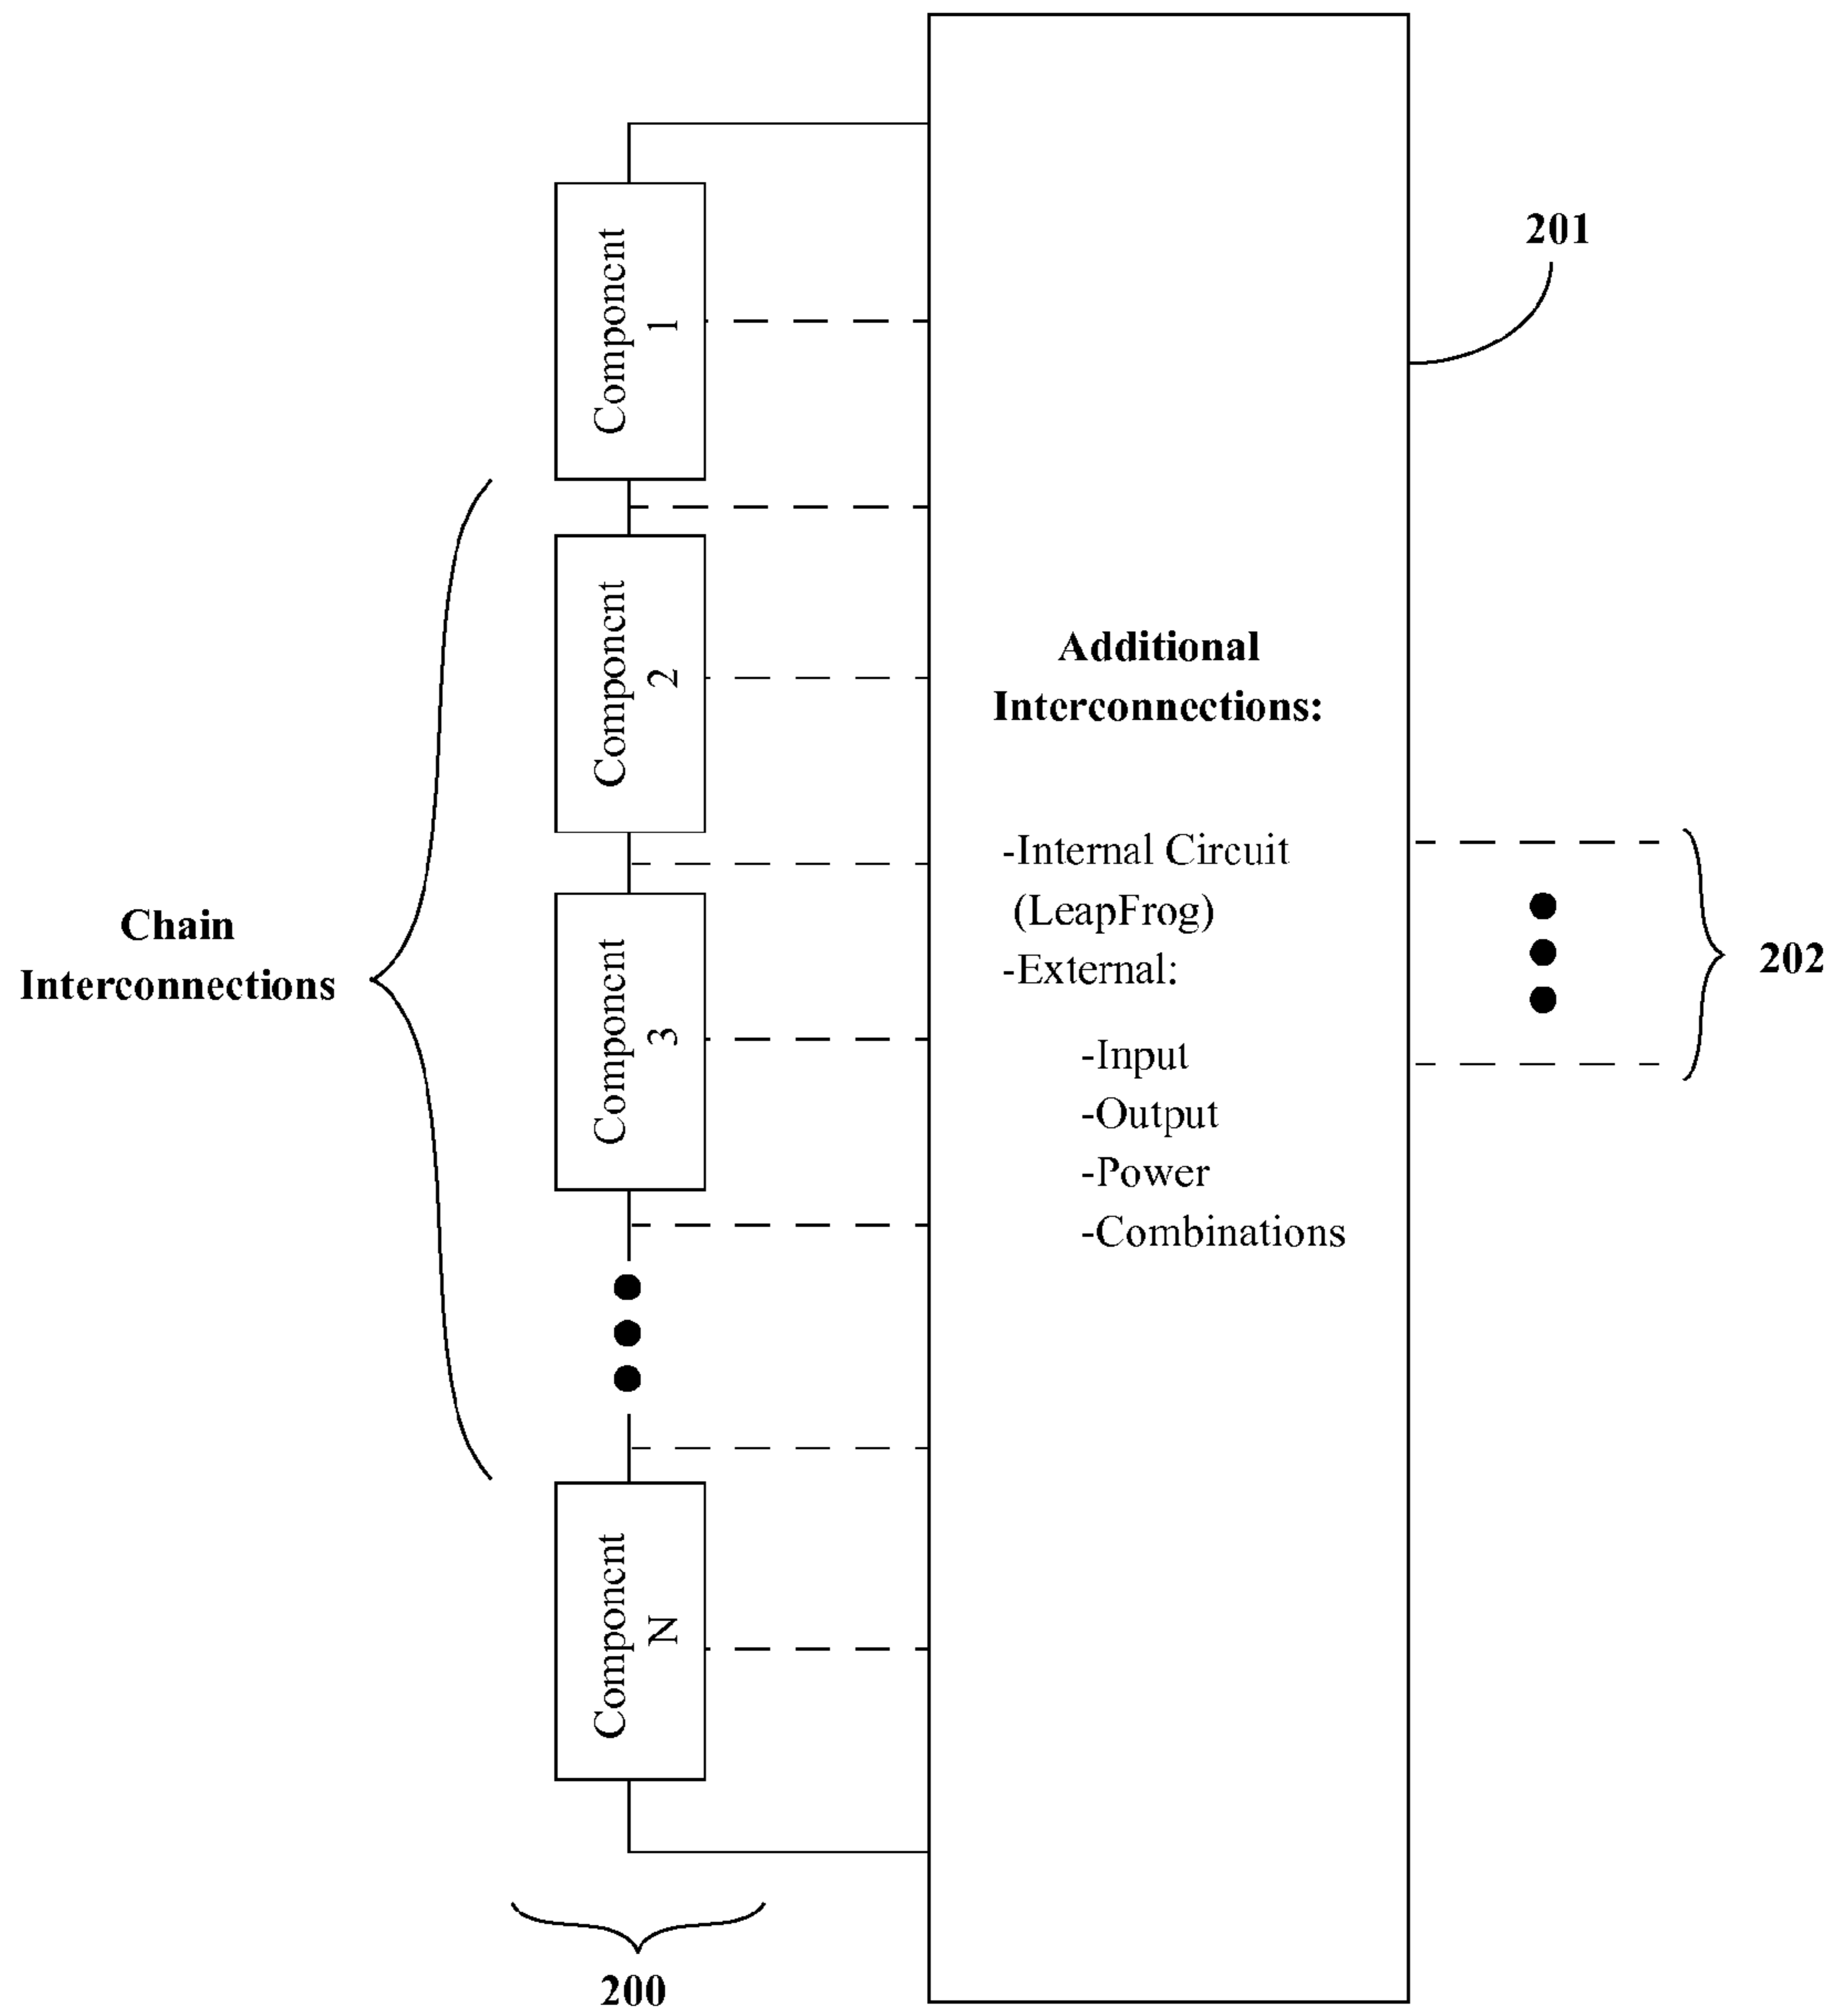 201
Component
1
Component
2
Component
3
Component
N
Chain
Interconnections
Additional
Interconnections:
-Internal Circuit
(LeapFrog)
-External:
-Input
-Output
-Power
-Combinations
202
200